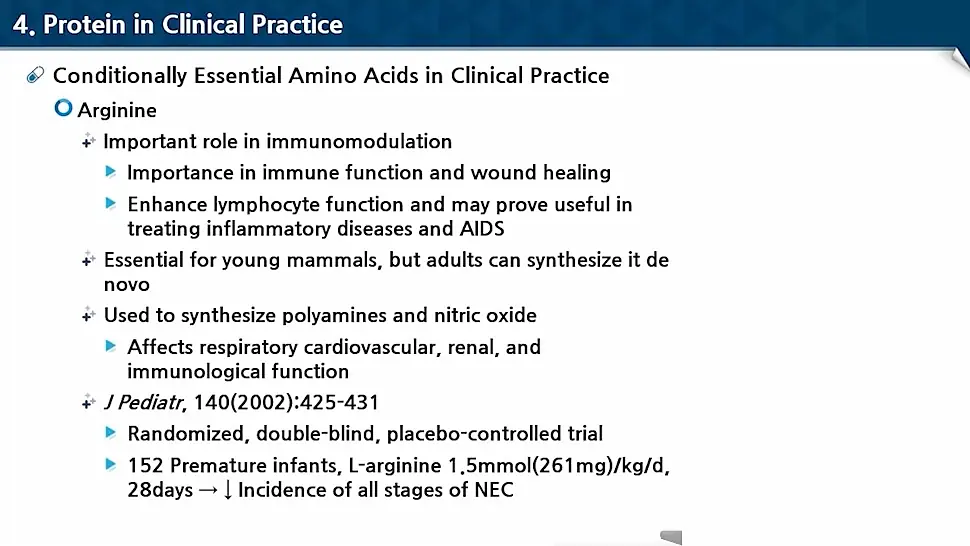 4. Protein in Clinical Practice
Conditionally Essential Amino Acids in Clinical Practice
Arginine
Important role in immunomodulation
Importance in immune function and wound healing
Enhance lymphocyte function and may prove useful in
treating inflammatory diseases and AIDS
Essential for young mammals, but adults can synthesize it de
novo
Used to synthesize polyamines and nitric oxide
Affects respiratory cardiovascular, renal, and
immunological function
J Pediatr, 140(2002):425-431
Randomized, double-blind, placebo-controlled trial
152 Premature infants, L-arginine 1.5mmol(261mg)/kg/d,
28days → ↓ Incidence of all stages of NEC